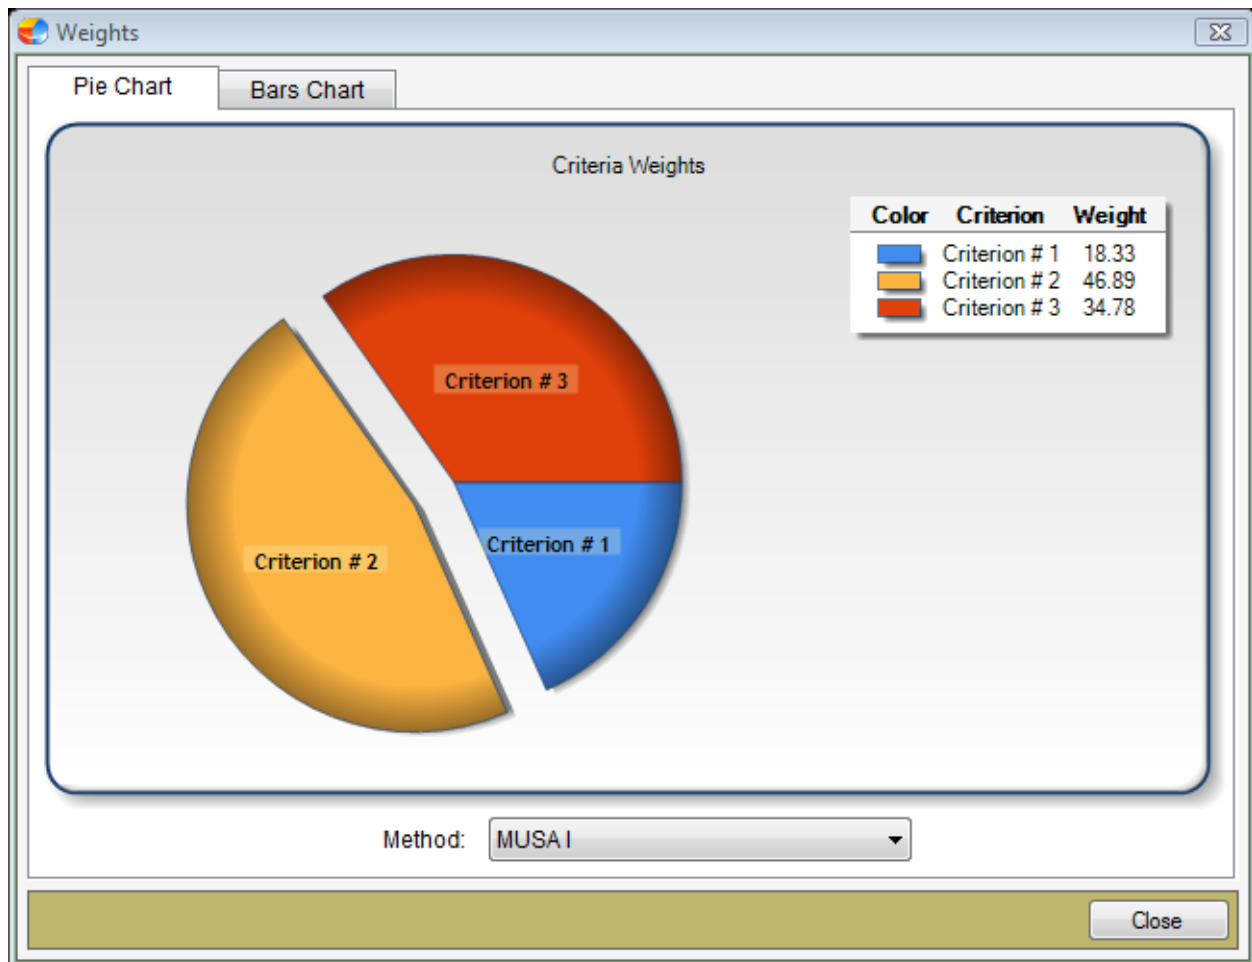 Weights
Pie Chart Bars Chart
Criteria Weights
Color Criterion Weight
Criterion # 1 18.33
Criterion # 2 46.89
Criterion # 3 34.78
Criterion # 3
Criterion # 1
Criterion # 2
Method: MUSA I
Close